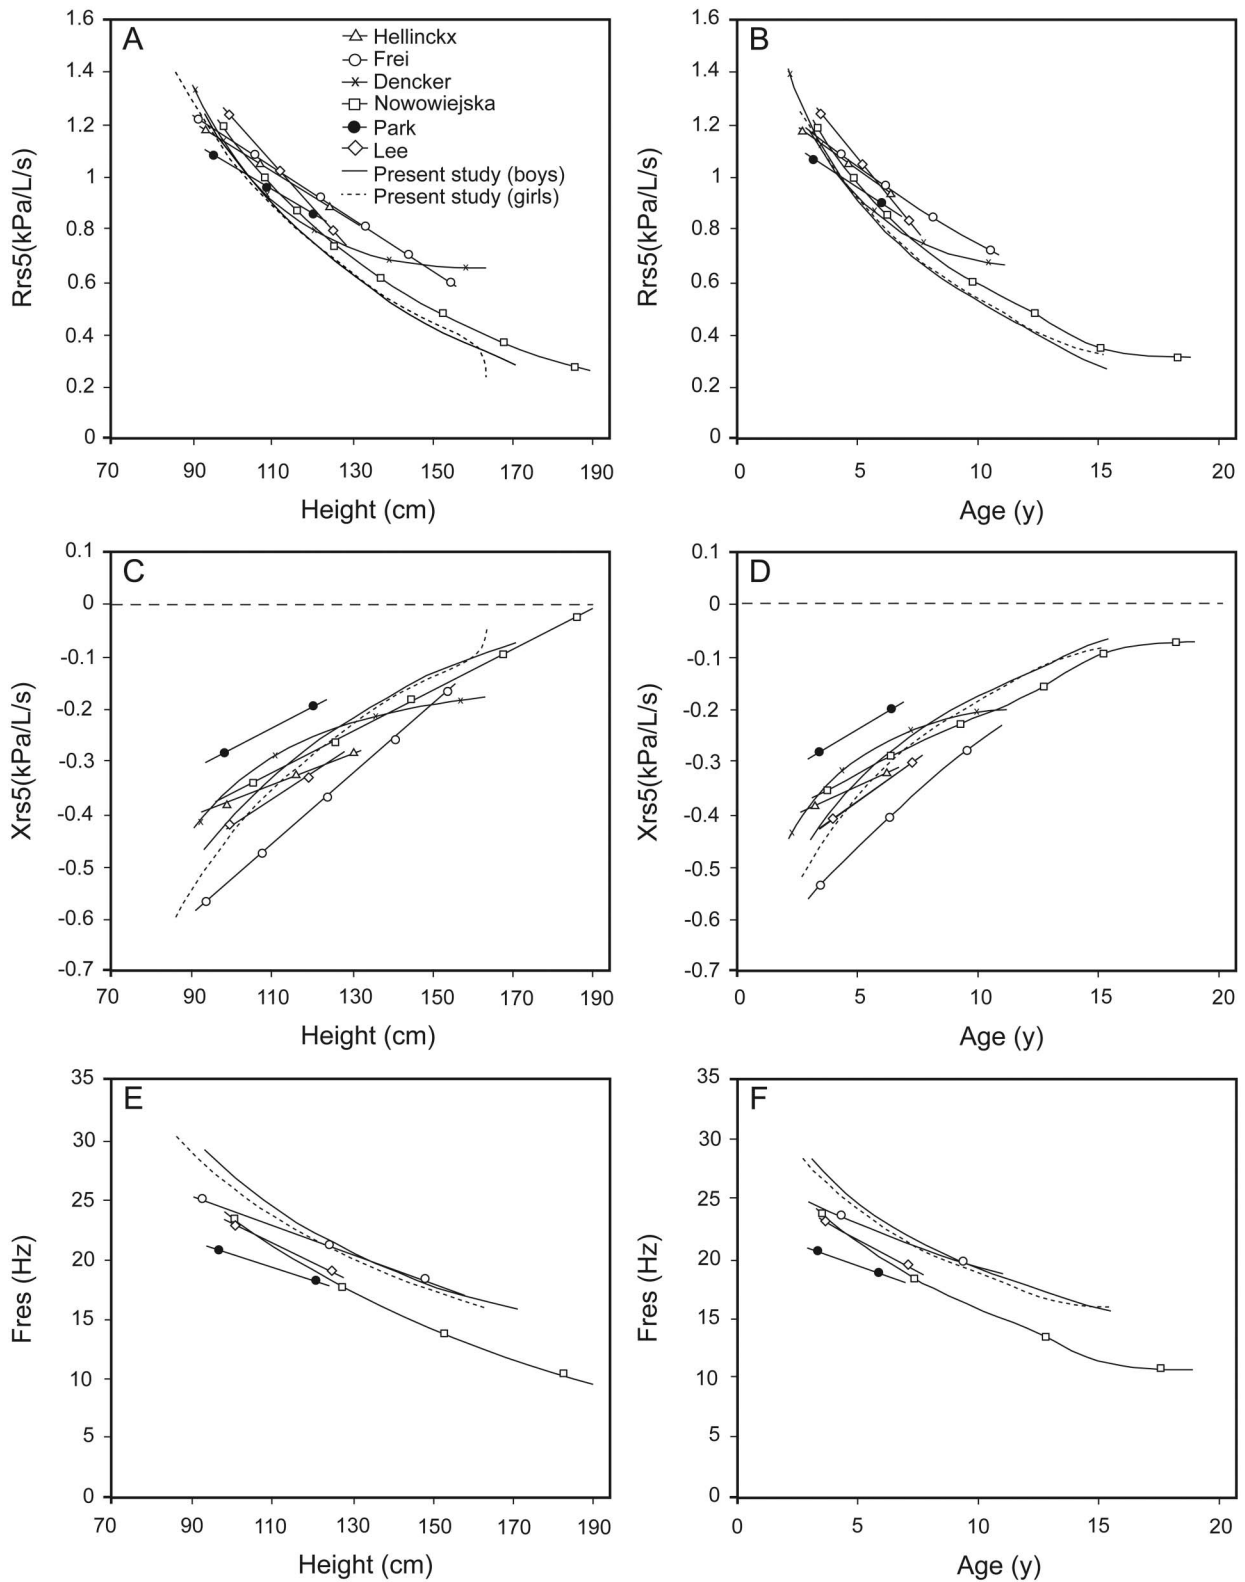 A
1.6
1.4
1.2
1
0.8
0.6
0.4
0.2
0
Rrs5(kPa/L/s)
Hellinckx
Frei
Dencker
Nowowiejska
Park
Lee
Present study (boys)
Present study (girls)
70 90 110 130 150 170 190
Height (cm)
B
1.6
1.4
1.2
1
0.8
0.6
0.4
0.2
0
Rrs5(kPa/L/s)
0 5 10 15 20
Age (y)
C
0.1
0
-0.1
-0.2
-0.3
-0.4
-0.5
-0.6
-0.7
Xrs5(kPa/L/s)
70 90 110 130 150 170 190
Height (cm)
D
0.1
0
-0.1
-0.2
-0.3
-0.4
-0.5
-0.6
-0.7
Xrs5(kPa/L/s)
0 5 10 15 20
Age (y)
E
35
30
25
20
15
10
5
0
Fres (Hz)
70 90 110 130 150 170 190
Height (cm)
F
35
30
25
20
15
10
5
0
Fres (Hz)
0 5 10 15 20
Age (y)